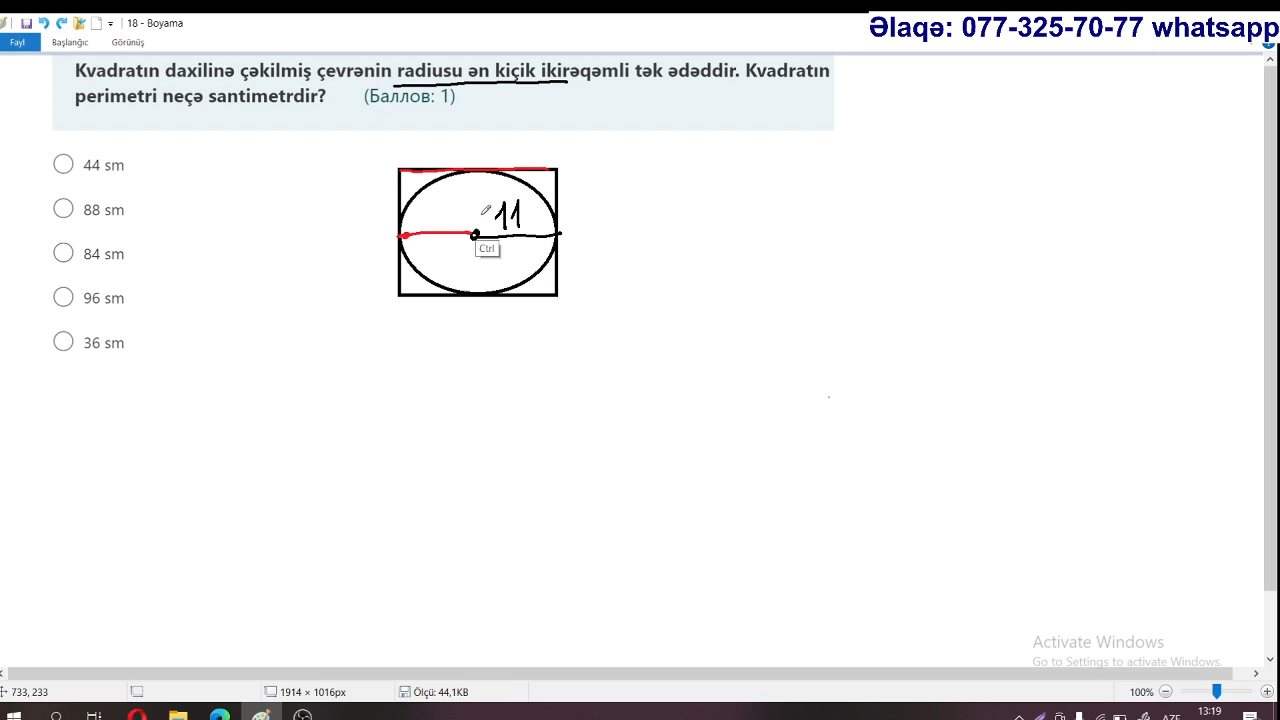 18 - Boyama
Əlaqə: 077-325-70-77 whatsapp
Fayl Başlanğıc Görünüş
Kvadratın daxilinə çəkilmiş çevrənin radiusu ən kiçik ikirəqəmli tək ədəddir. Kvadratın
perimetri neçə santimetrdir? (Баллов: 1)
44 sm
88 sm
84 sm
96 sm
36 sm
11
Ctrl
Activate Windows
Go to Settings to activate Windows.
733, 233 1914 × 1016px Ölçü: 44,1KB 100%
AZE 13:19